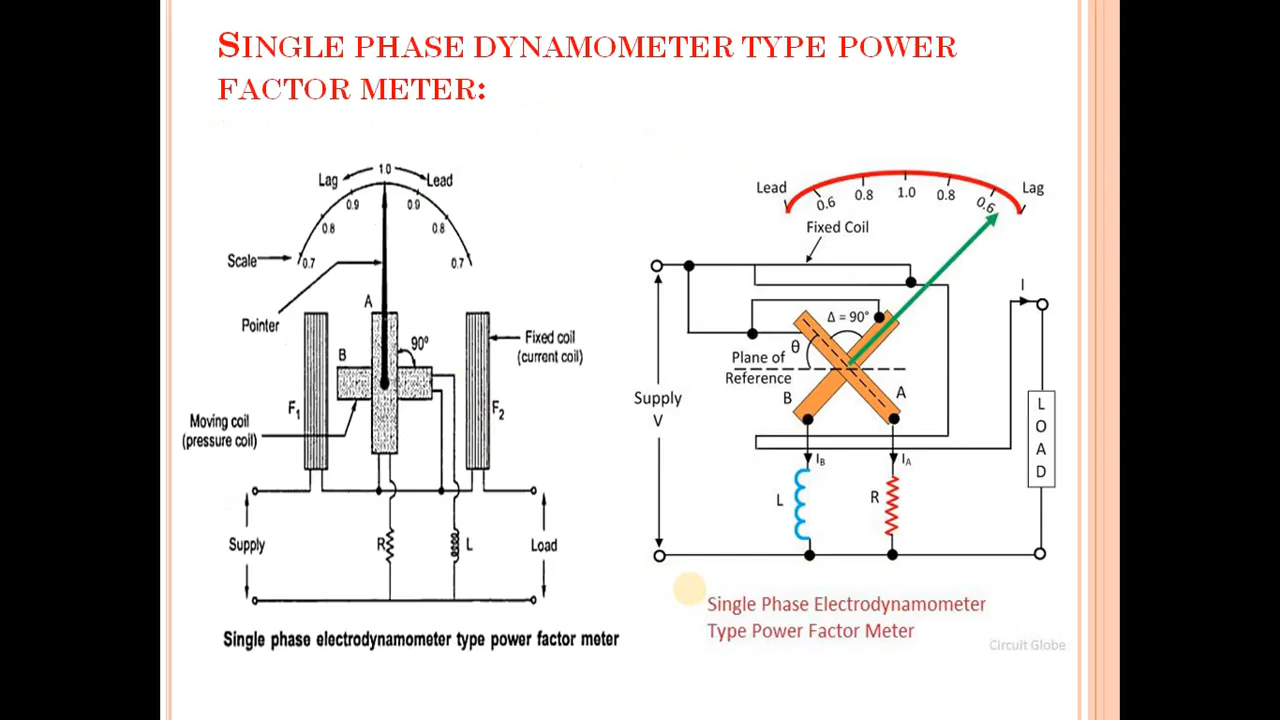 SINGLE PHASE DYNAMOMETER TYPE POWER
FACTOR METER:
1.0
Lag
Lead
0.9
0.9
0.8
0.8
Scale
0.7
0.7
Pointer
A
90°
Fixed coil
(current coil)
B
F1
F2
Moving coil
(pressure coil)
Supply
R
L
Load
Single phase electrodynamometer type power factor meter
Lead
Lag
0.6
0.8
1.0
0.8
0.6
Fixed Coil
I
Δ = 90°
θ
Plane of
Reference
B
A
Supply
V
L
O
A
D
IB
IA
L
R
Single Phase Electrodynamometer
Type Power Factor Meter
Circuit Globe